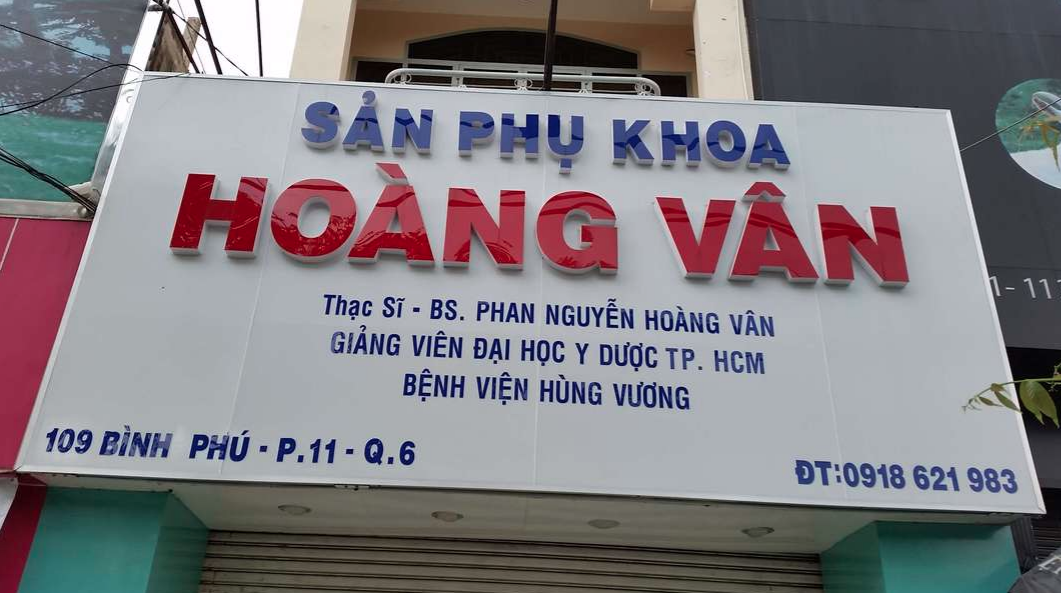 SẢN PHỤ KHOA
HOÀNG VÂN
Thạc Sĩ - BS. PHAN NGUYỄN HOÀNG VÂN
GIẢNG VIÊN ĐẠI HỌC Y DƯỢC TP. HCM
BỆNH VIỆN HÙNG VƯƠNG
109 BÌNH PHÚ - P.11 - Q.6
ĐT:0918 621 983